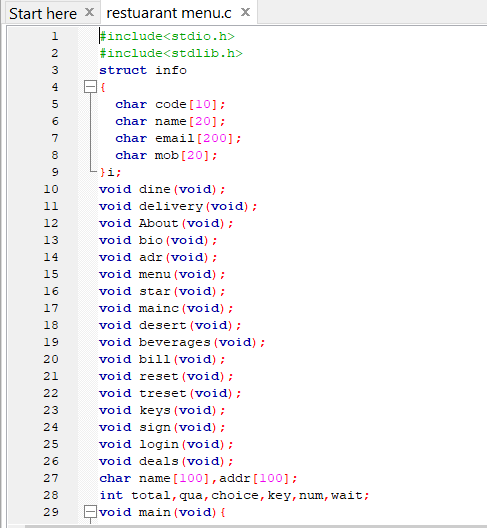 Start here restuarant menu.c
1 #include<stdio.h>
2 #include<stdlib.h>
3 struct info
4 {
5 char code[10];
6 char name[20];
7 char email[200];
8 char mob[20];
9 }i;
10 void dine(void);
11 void delivery(void);
12 void About(void);
13 void bio(void);
14 void adr(void);
15 void menu(void);
16 void star(void);
17 void mainc(void);
18 void desert(void);
19 void beverages(void);
20 void bill(void);
21 void reset(void);
22 void treset(void);
23 void keys(void);
24 void sign(void);
25 void login(void);
26 void deals(void);
27 char name[100],addr[100];
28 int total,qua,choice,key,num,wait;
29 void main(void){